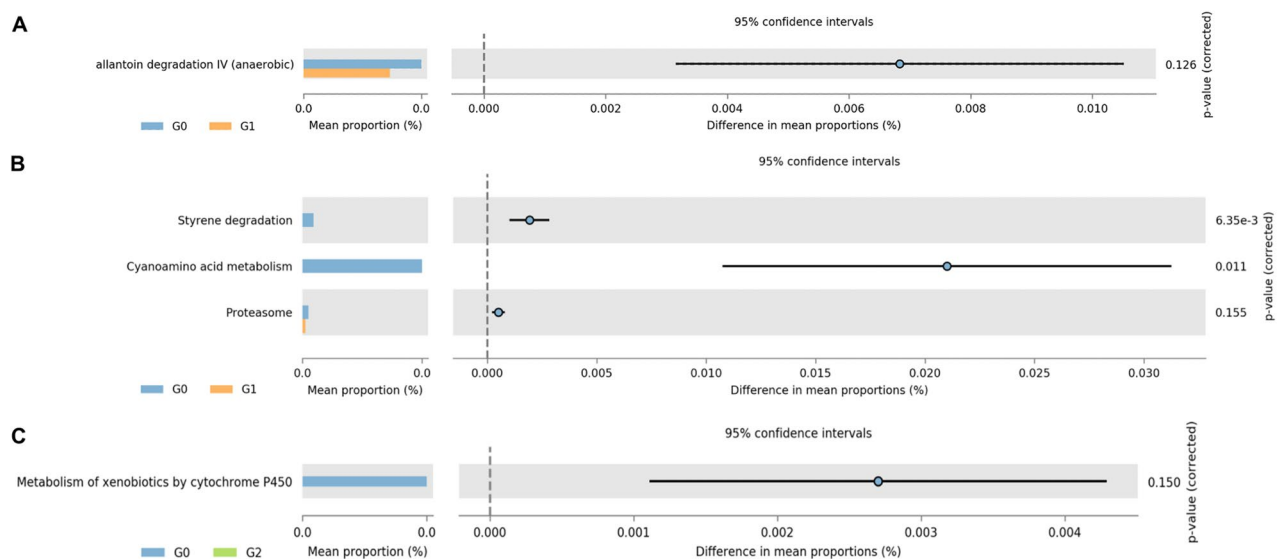 A
95% confidence intervals
allantoin degradation IV (anaerobic)
0.126
p-value (corrected)
0.0 0.0
0.000 0.002 0.004 0.006 0.008 0.010
G0 G1
Mean proportion (%)
Difference in mean proportions (%)
B
95% confidence intervals
Styrene degradation
6.35e-3
Cyanoamino acid metabolism
0.011
Proteasome
0.155
p-value (corrected)
0.0 0.0
0.000 0.005 0.010 0.015 0.020 0.025 0.030
G0 G1
Mean proportion (%)
Difference in mean proportions (%)
C
95% confidence intervals
Metabolism of xenobiotics by cytochrome P450
0.150
p-value (corrected)
0.0 0.0
0.000 0.001 0.002 0.003 0.004
G0 G2
Mean proportion (%)
Difference in mean proportions (%)